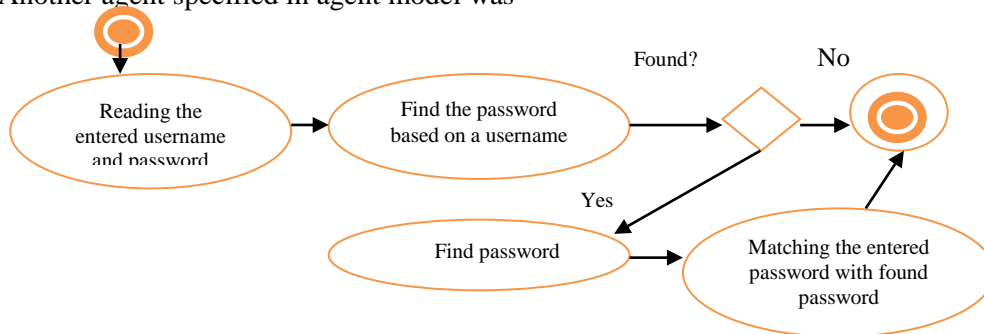 Another agent specified in agent model was
Found?
No
Reading the
entered username
and password
Find the password
based on a username
Yes
Find password
Matching the entered
password with found
password